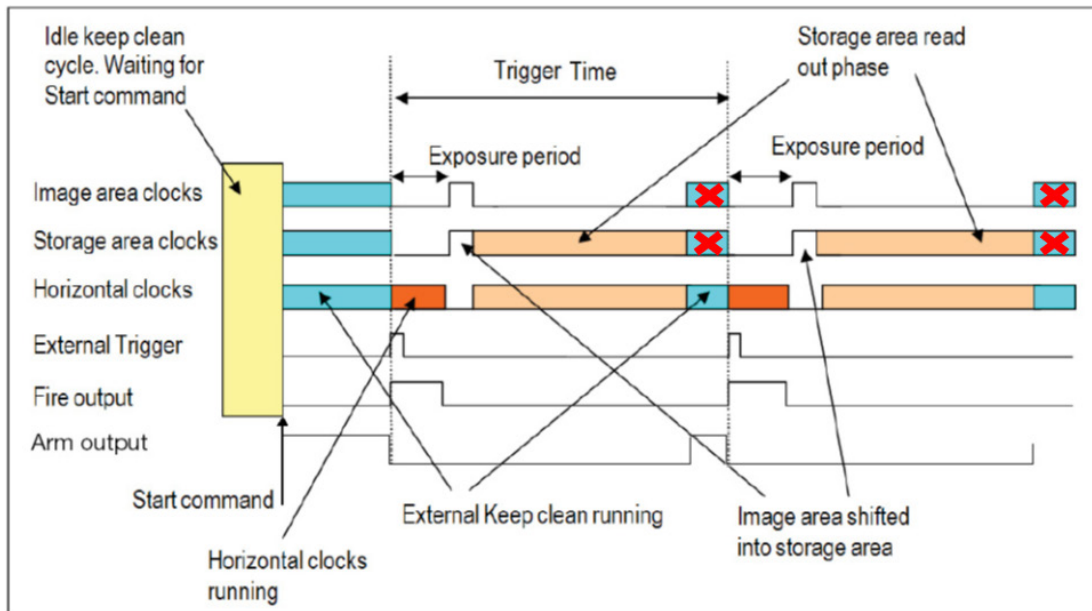 Idle keep clean
cycle. Waiting for
Start command
Trigger Time
Storage area read
out phase
Exposure period
Exposure period
Image area clocks
Storage area clocks
Horizontal clocks
External Trigger
Fire output
Arm output
Start command
External Keep clean running
Image area shifted
into storage area
Horizontal clocks
running